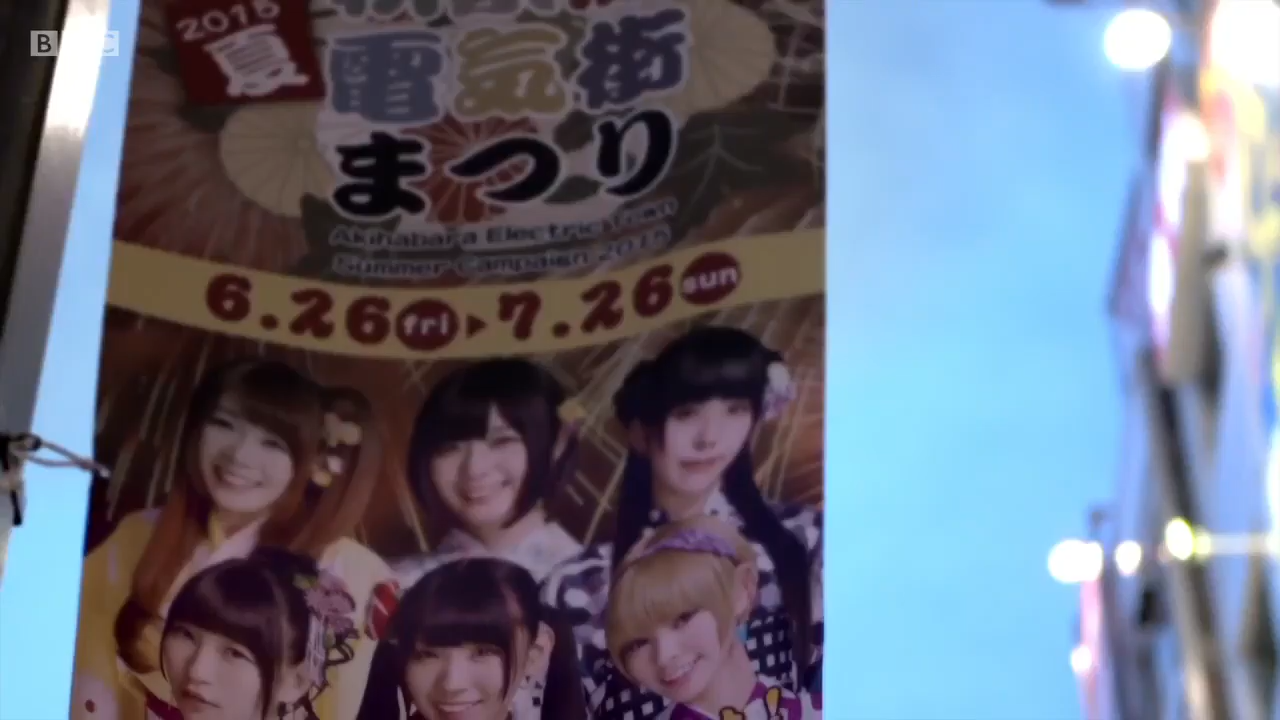 BBC
2015
夏
電気街
まつり
Akihabara Electric Town
Summer Campaign 2015
6.26 fri ▶ 7.26 sun